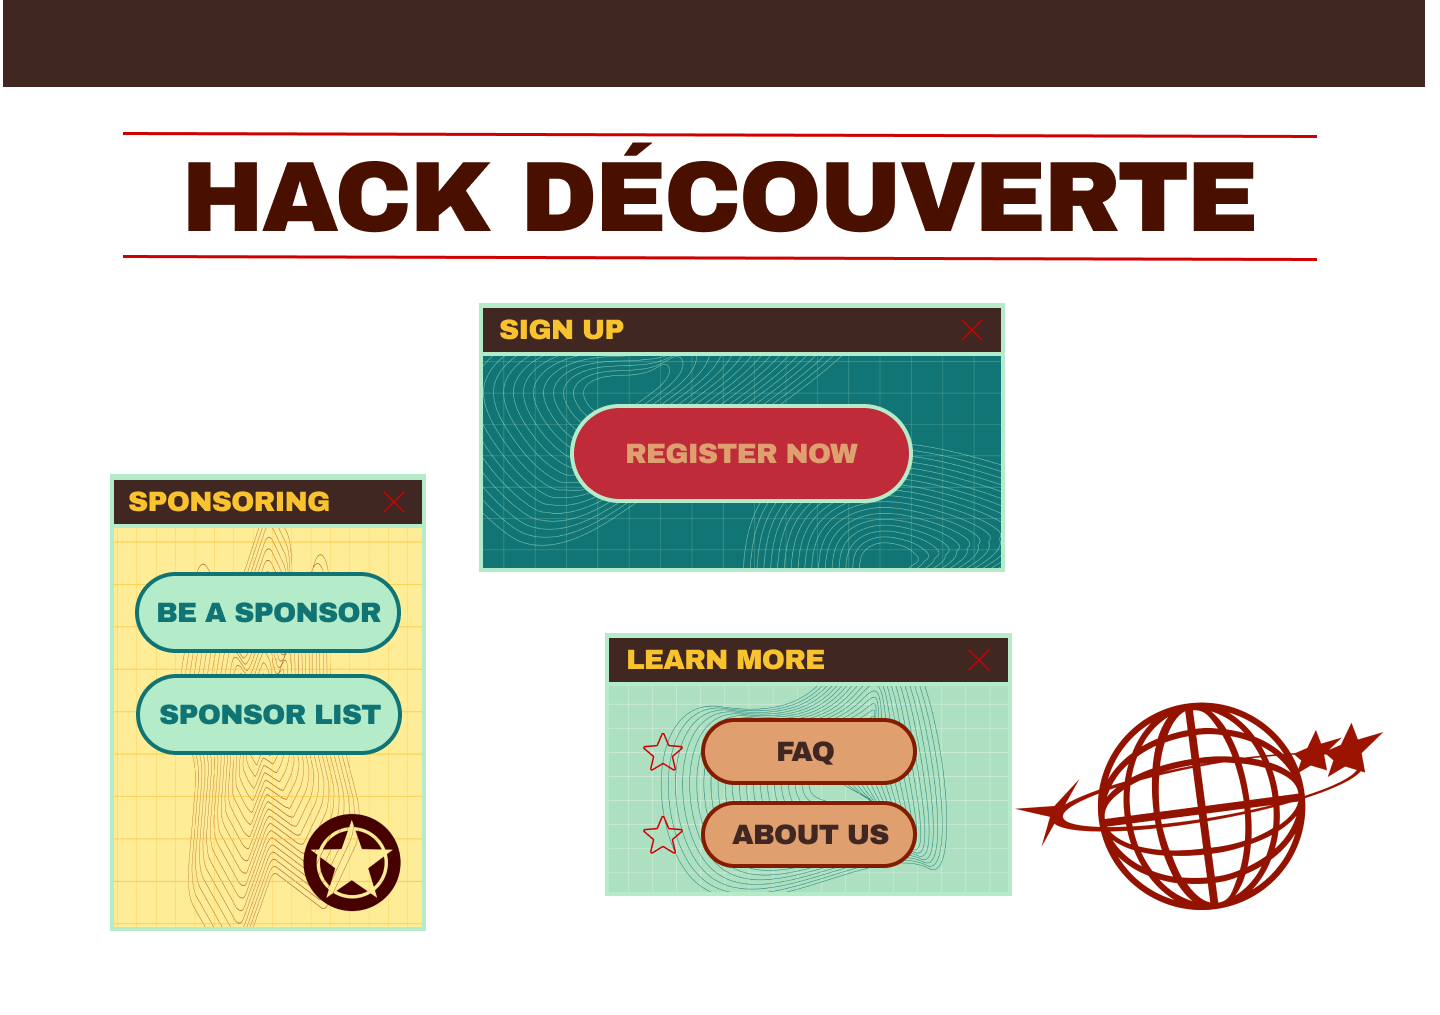 HACK DÉCOUVERTE
SIGN UP
REGISTER NOW
SPONSORING
BE A SPONSOR
SPONSOR LIST
LEARN MORE
FAQ
ABOUT US